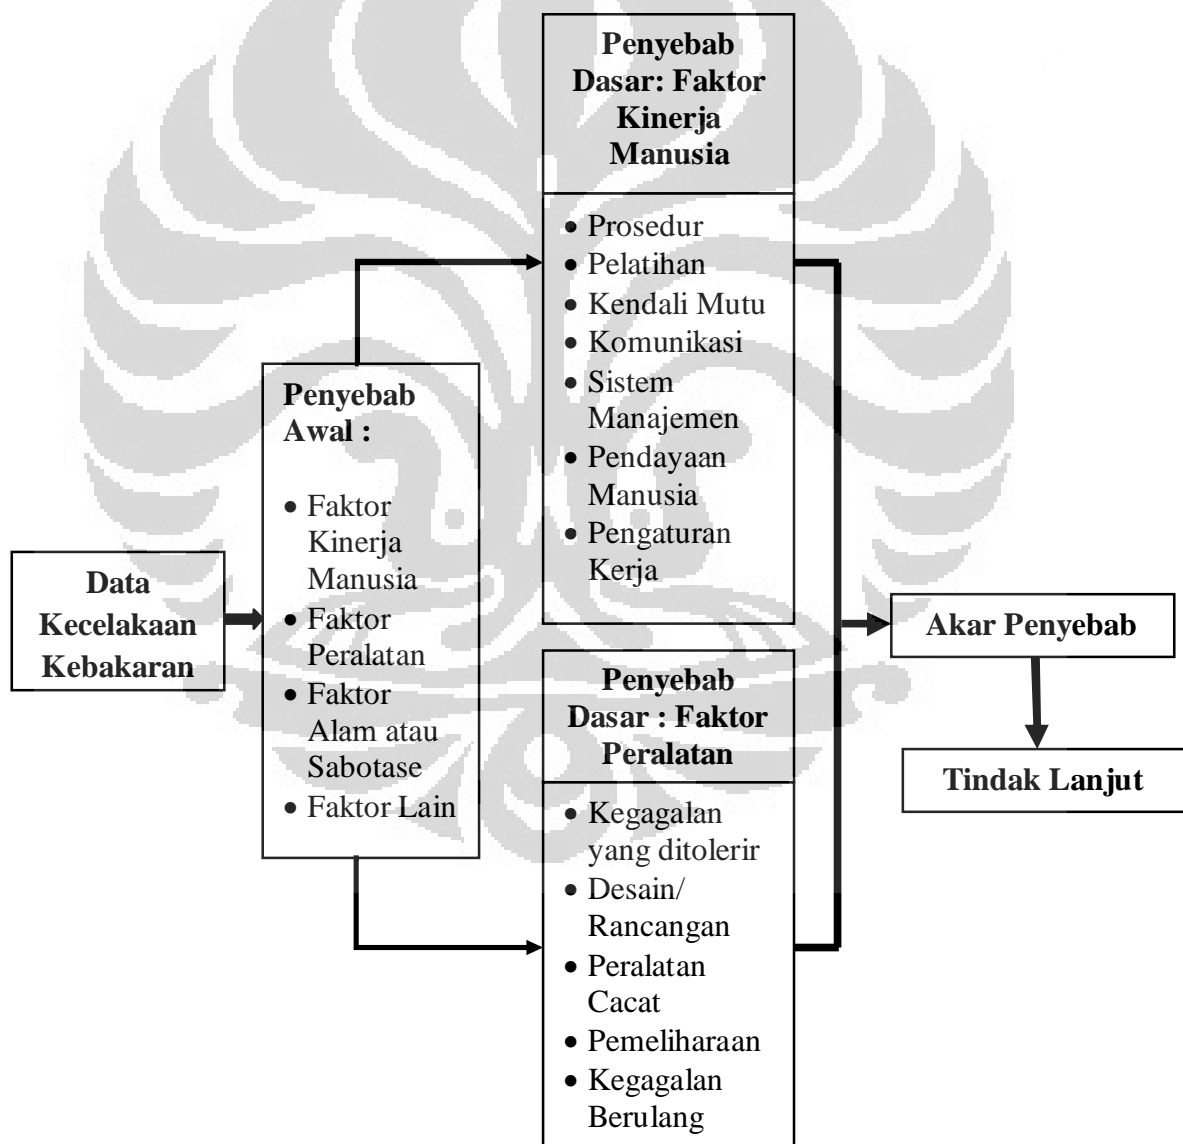 Penyebab
Dasar: Faktor
Kinerja
Manusia
• Prosedur
• Pelatihan
• Kendali Mutu
• Komunikasi
• Sistem
Manajemen
• Pendayaan
Manusia
• Pengaturan
Kerja
Penyebab
Awal :
• Faktor
Kinerja
Manusia
• Faktor
Peralatan
• Faktor
Alam atau
Sabotase
• Faktor Lain
Data
Kecelakaan
Kebakaran
Penyebab
Dasar : Faktor
Peralatan
• Kegagalan
yang ditolerir
• Desain/
Rancangan
• Peralatan
Cacat
• Pemeliharaan
• Kegagalan
Berulang
Akar Penyebab
Tindak Lanjut